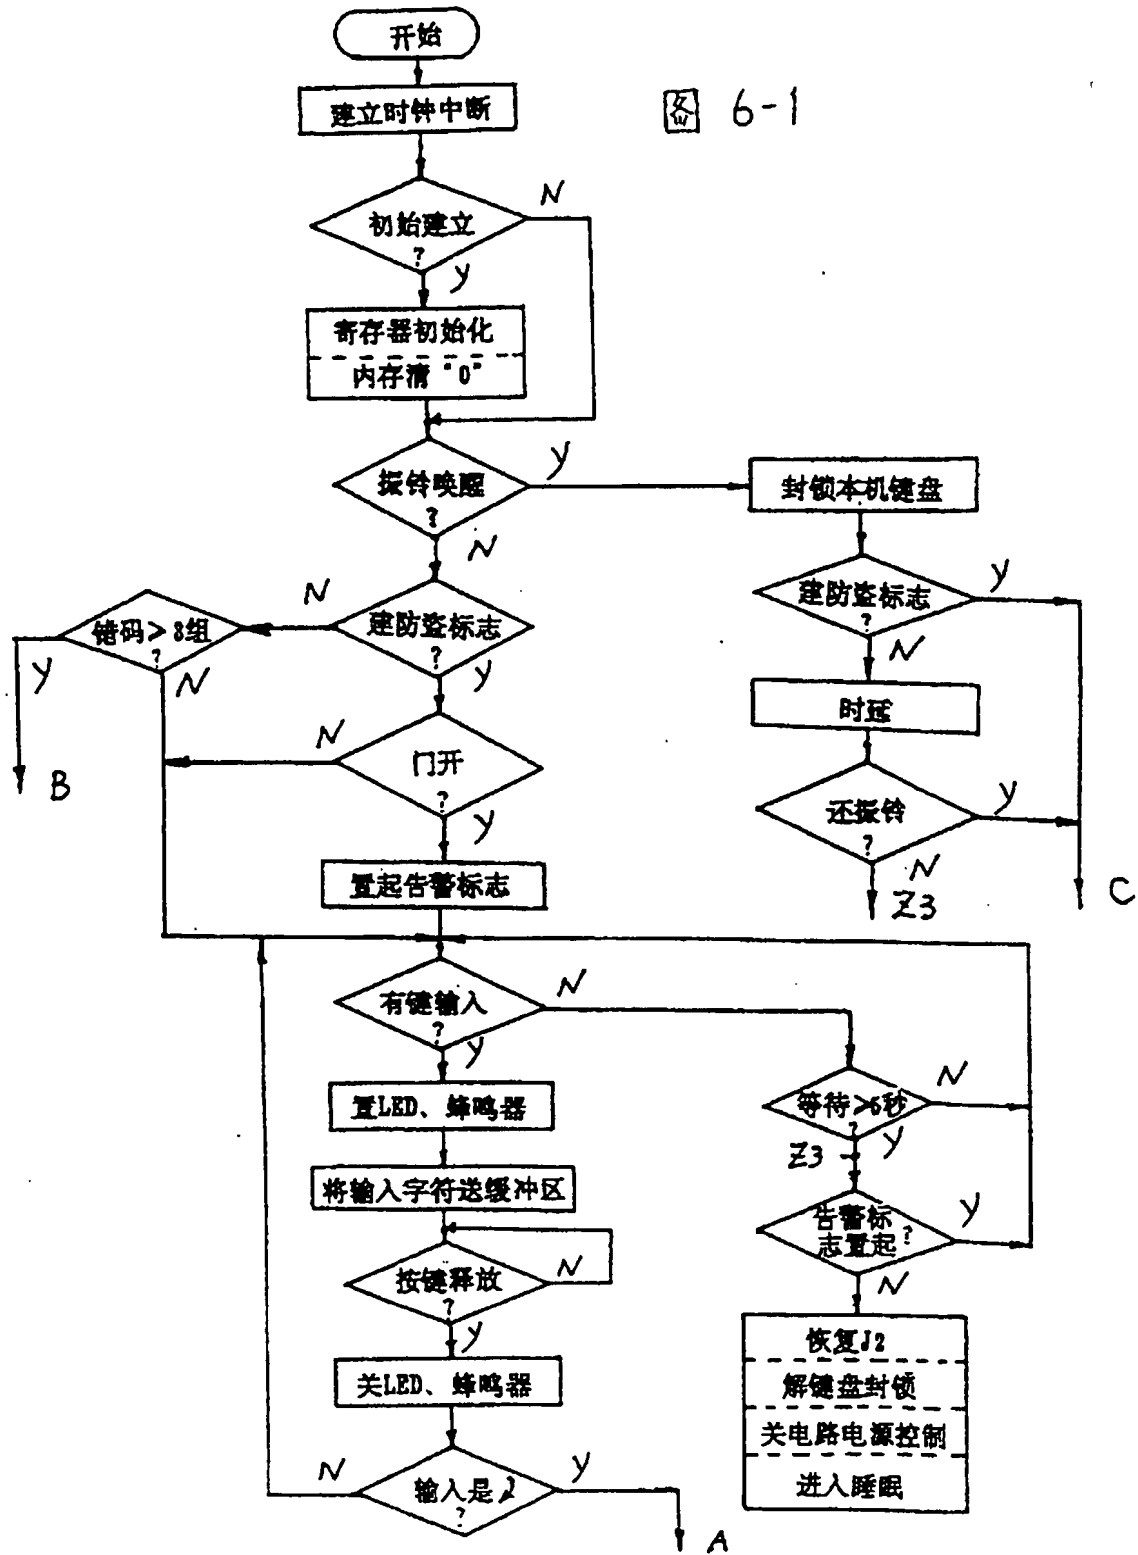 开始
建立时钟中断
图 6-1
N
初始建立
?
Y
寄存器初始化
内存清“0”
振铃唤醒
?
Y
N
封锁本机键盘
建防盗标志
?
Y
N
时延
还振铃
?
Y
N
Z3
C
建防盗标志
?
N
Y
错码>3组
?
Y
N
B
门开
?
N
Y
置起告警标志
有键输入
?
N
Y
等待>6秒
?
N
Y
Z3
告警标
志置起?
Y
N
恢复J2
解键盘封锁
关电路电源控制
进入睡眠
置LED、蜂鸣器
将输入字符送缓冲区
按键释放
?
N
Y
关LED、蜂鸣器
输入是↲
?
N
Y
A